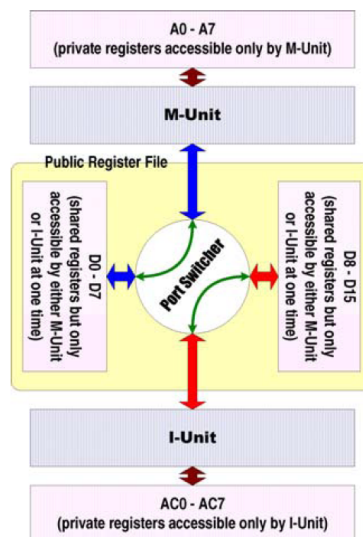 A0 - A7
(private registers accessible only by M-Unit)
M-Unit
Public Register File
D0 - D7
(shared registers but only
accessible by either M-Unit
or I-Unit at one time)
Port Switcher
D8 - D15
(shared registers but only
accessible by either M-Unit
or I-Unit at one time)
I-Unit
AC0 - AC7
(private registers accessible only by I-Unit)